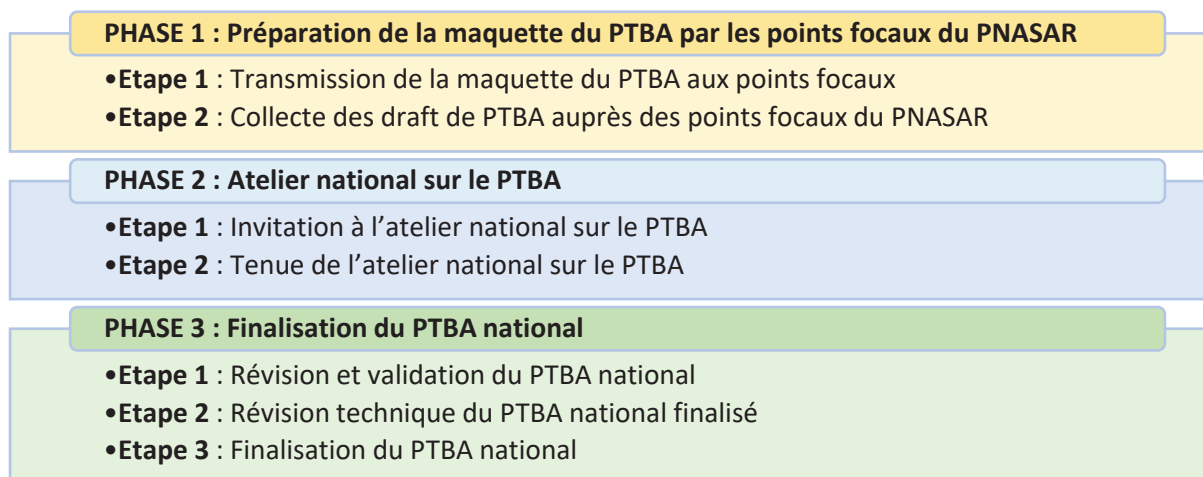 PHASE 1 : Préparation de la maquette du PTBA par les points focaux du PNASAR
•Etape 1 : Transmission de la maquette du PTBA aux points focaux
•Etape 2 : Collecte des draft de PTBA auprès des points focaux du PNASAR
PHASE 2 : Atelier national sur le PTBA
•Etape 1 : Invitation à l’atelier national sur le PTBA
•Etape 2 : Tenue de l’atelier national sur le PTBA
PHASE 3 : Finalisation du PTBA national
•Etape 1 : Révision et validation du PTBA national
•Etape 2 : Révision technique du PTBA national finalisé
•Etape 3 : Finalisation du PTBA national